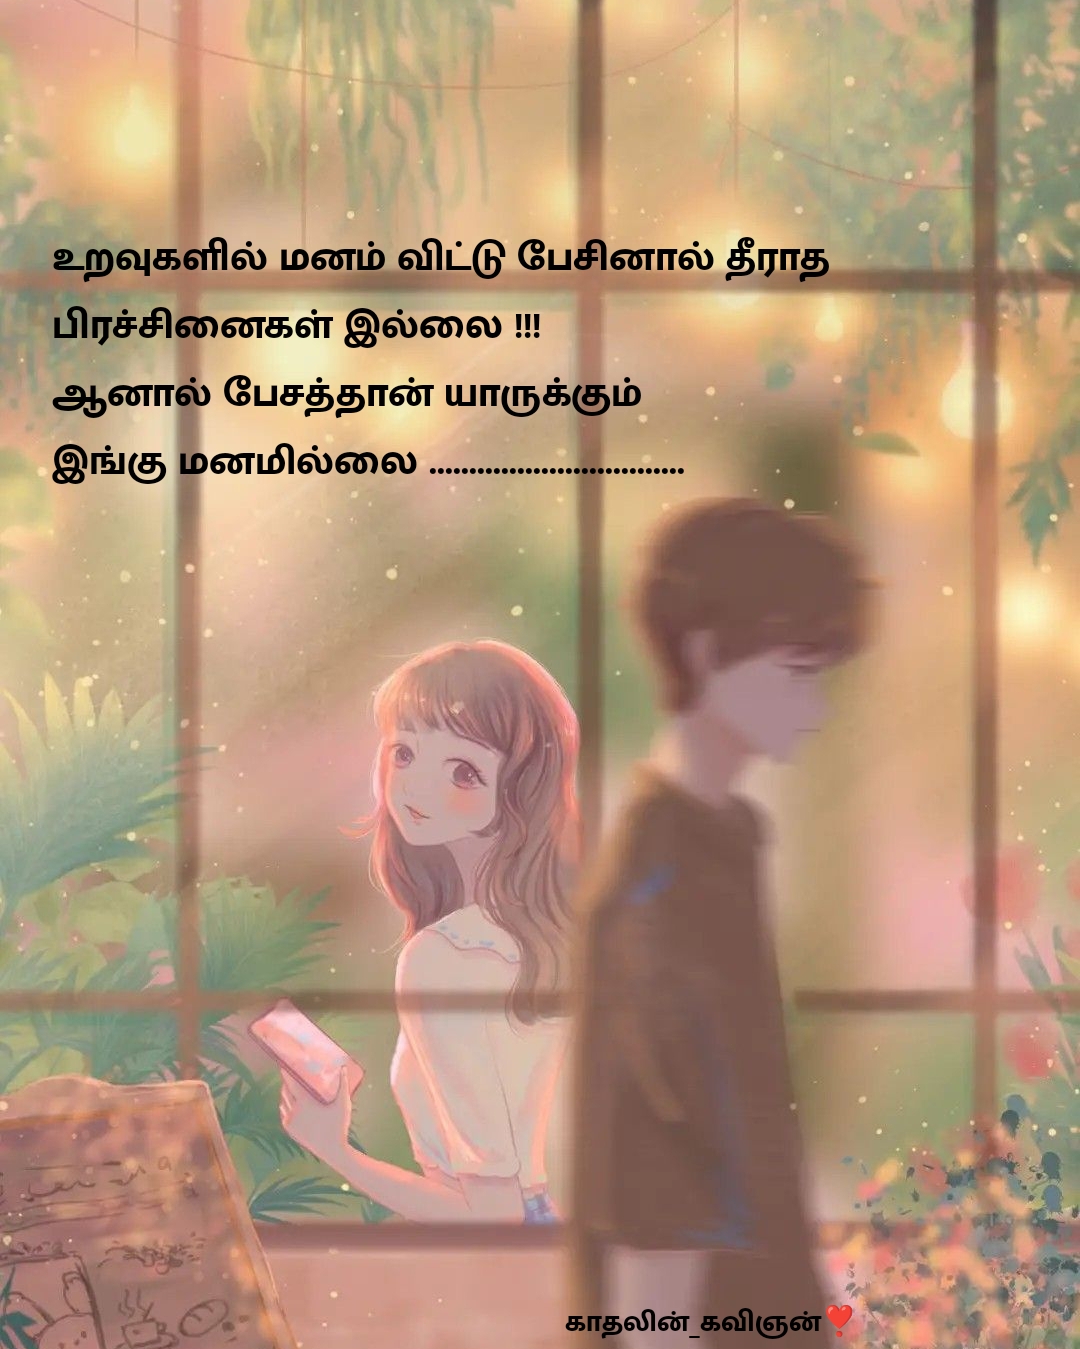 உறவுகளில் மனம் விட்டு பேசினால் தீராத
பிரச்சினைகள் இல்லை !!!
ஆனால் பேசத்தான் யாருக்கும்
இங்கு மனமில்லை ................................
காதலின்_கவிஞன்❣️